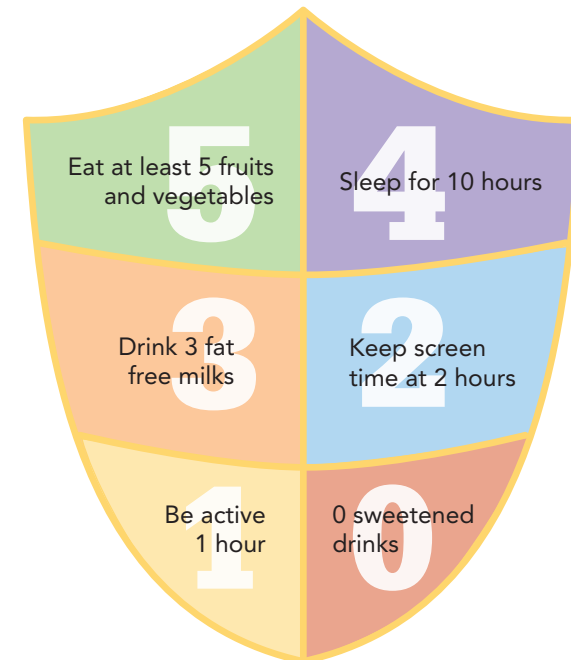 5
Eat at least 5 fruits
and vegetables
4
Sleep for 10 hours
3
Drink 3 fat
free milks
2
Keep screen
time at 2 hours
1
Be active
1 hour
0
0 sweetened
drinks